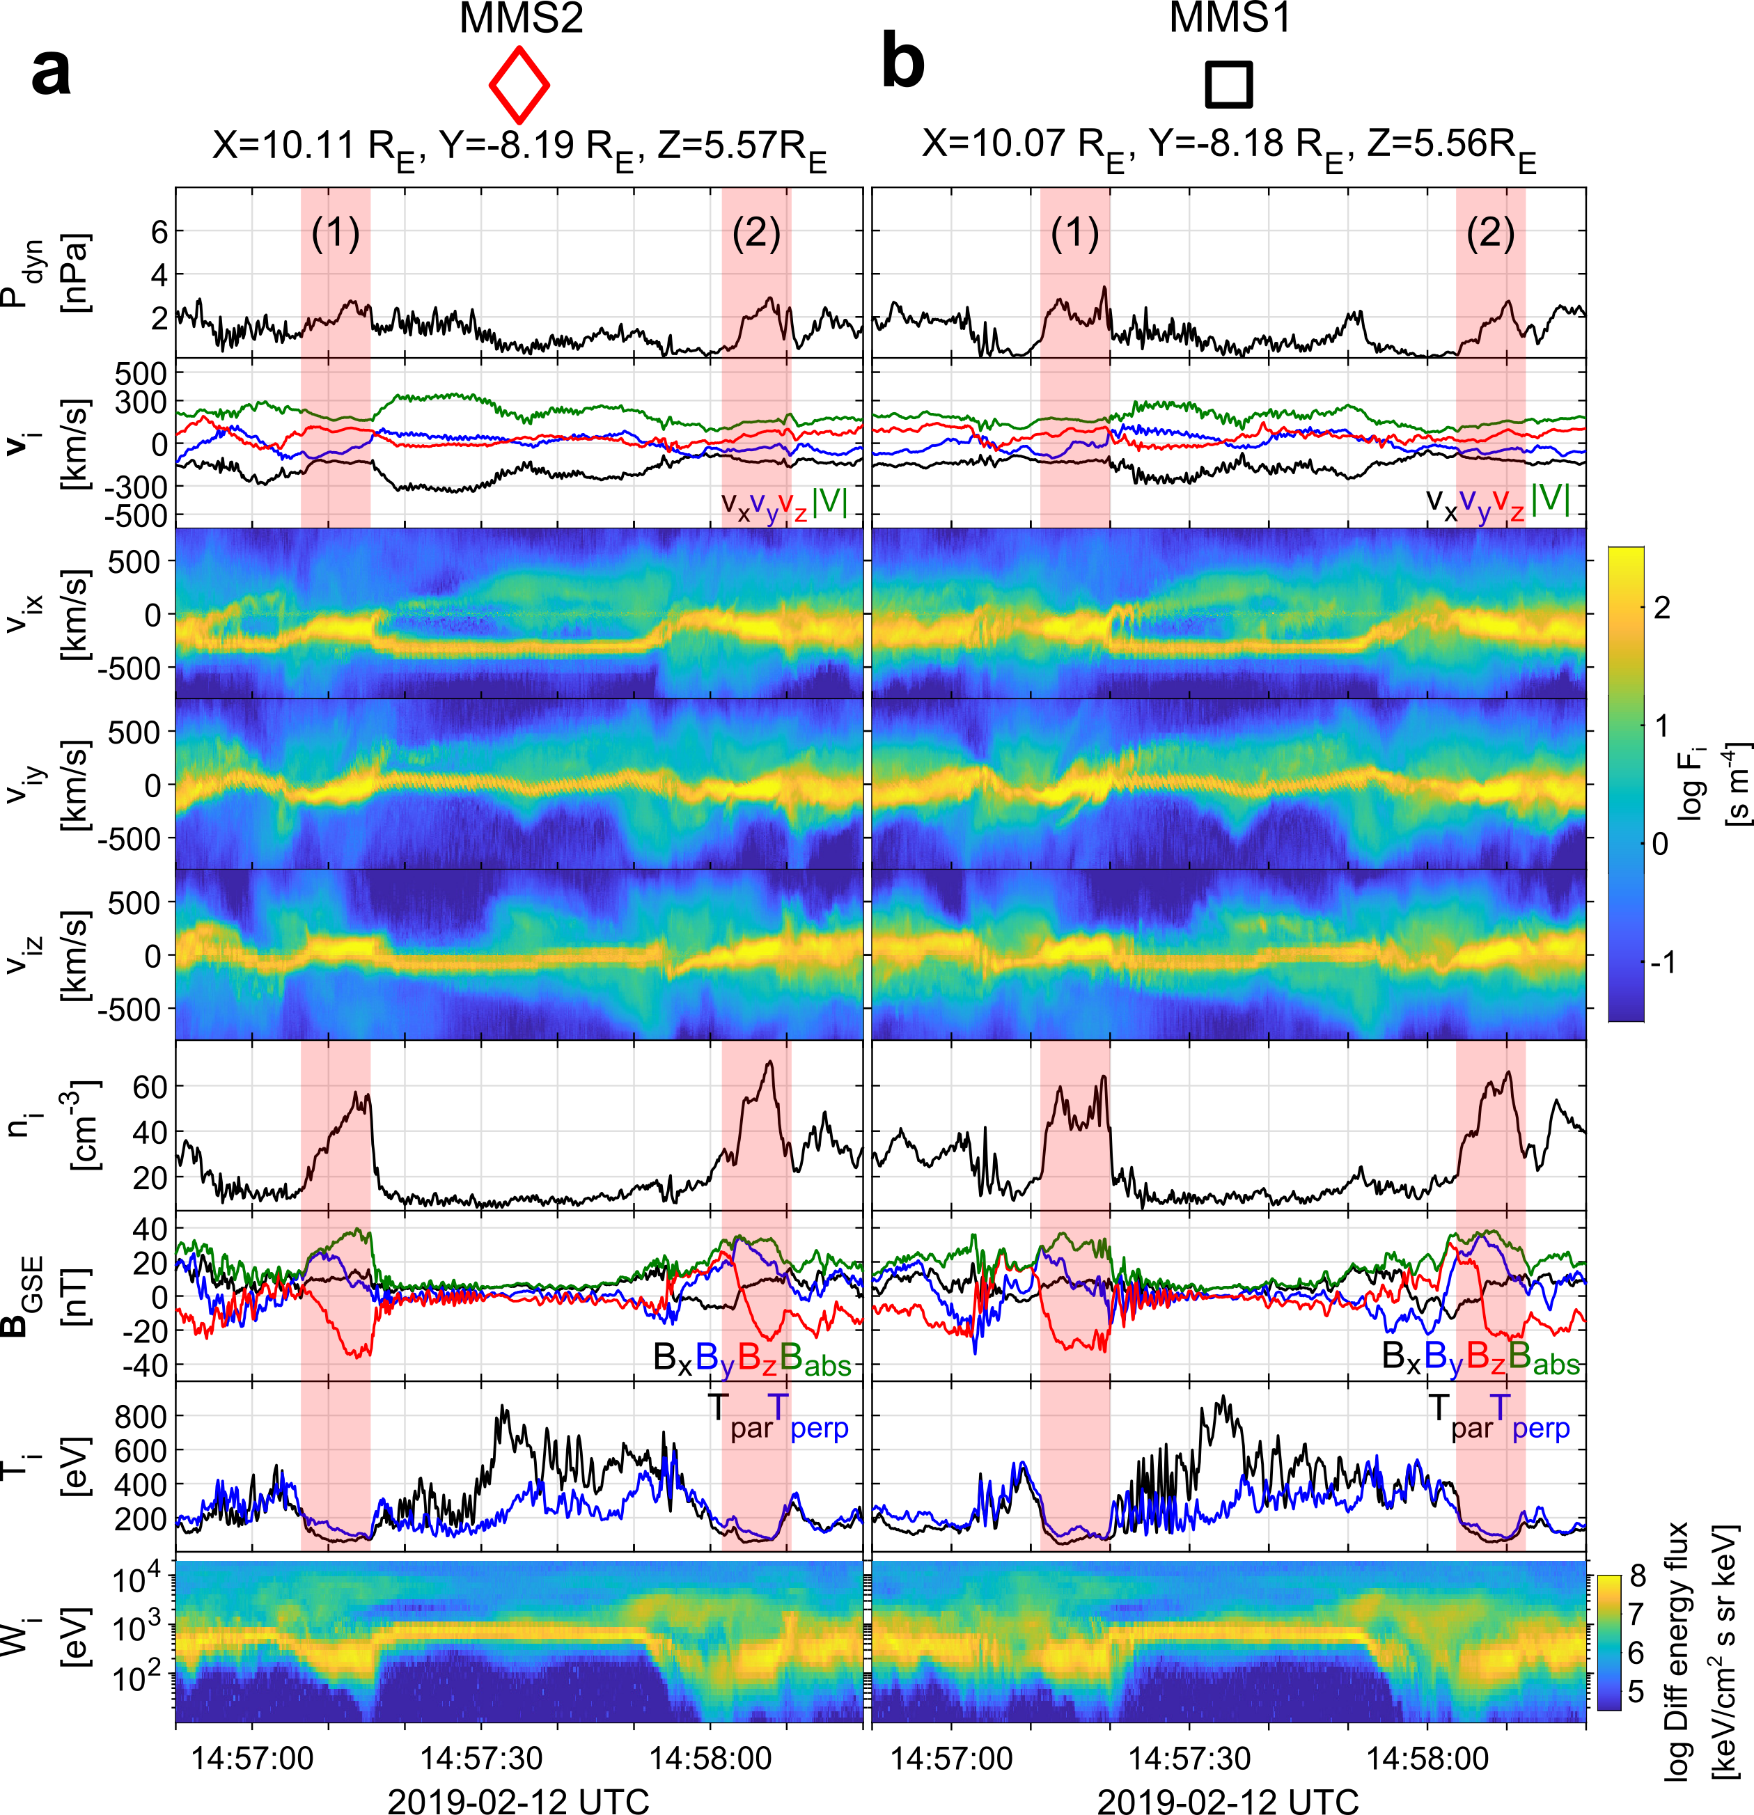 MMS2
MMS1
a
b
X=10.11 R_E, Y=-8.19 R_E, Z=5.57R_E
X=10.07 R_E, Y=-8.18 R_E, Z=5.56R_E
(1)
(2)
(1)
(2)
P_dyn
[nPa]
6
4
2
v_i
[km/s]
500
300
0
-300
-500
v_x v_y v_z |V|
v_x v_y v_z |V|
v_ix
[km/s]
500
0
-500
v_iy
[km/s]
500
0
-500
v_iz
[km/s]
500
0
-500
2
1
0
-1
log F_i
[s m^-4]
n_i
[cm^-3]
60
40
20
B_GSE
[nT]
40
20
0
-20
-40
B_x B_y B_z B_abs
B_x B_y B_z B_abs
T_i
[eV]
800
600
400
200
T_par T_perp
T_par T_perp
W_i
[eV]
10^4
10^3
10^2
8
7
6
5
log Diff energy flux
[keV/cm^2 s sr keV]
14:57:00
14:57:30
14:58:00
14:57:00
14:57:30
14:58:00
2019-02-12 UTC
2019-02-12 UTC